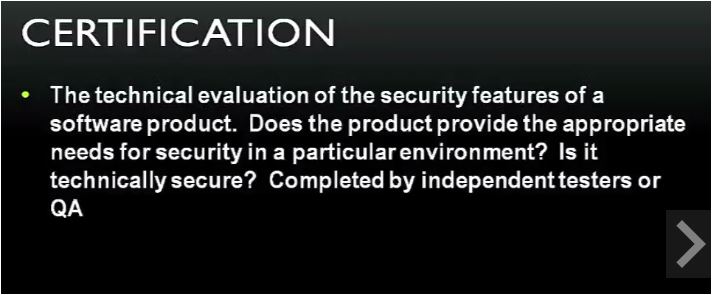 CERTIFICATION
• The technical evaluation of the security features of a
software product. Does the product provide the appropriate
needs for security in a particular environment? Is it
technically secure? Completed by independent testers or
QA